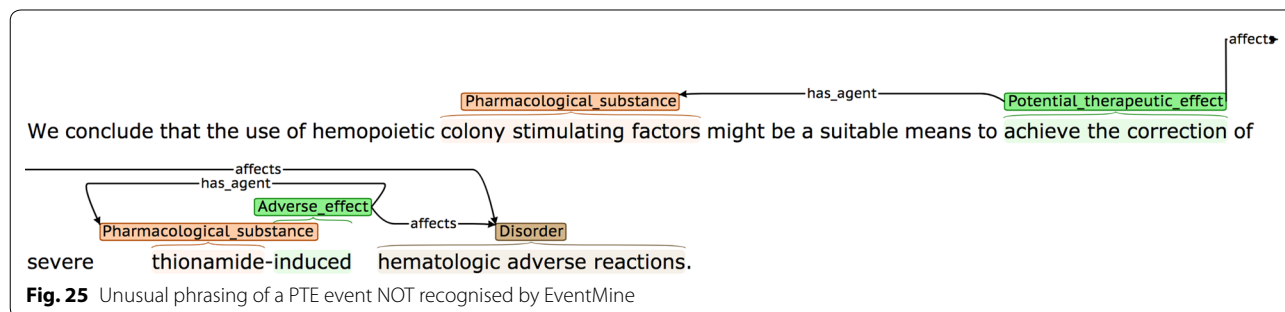 affects
Pharmacological_substance has_agent Potential_therapeutic_effect
We conclude that the use of hemopoietic colony stimulating factors might be a suitable means to achieve the correction of
affects
has_agent
Adverse_effect
Pharmacological_substance affects Disorder
severe thionamide-induced hematologic adverse reactions.
Fig. 25 Unusual phrasing of a PTE event NOT recognised by EventMine